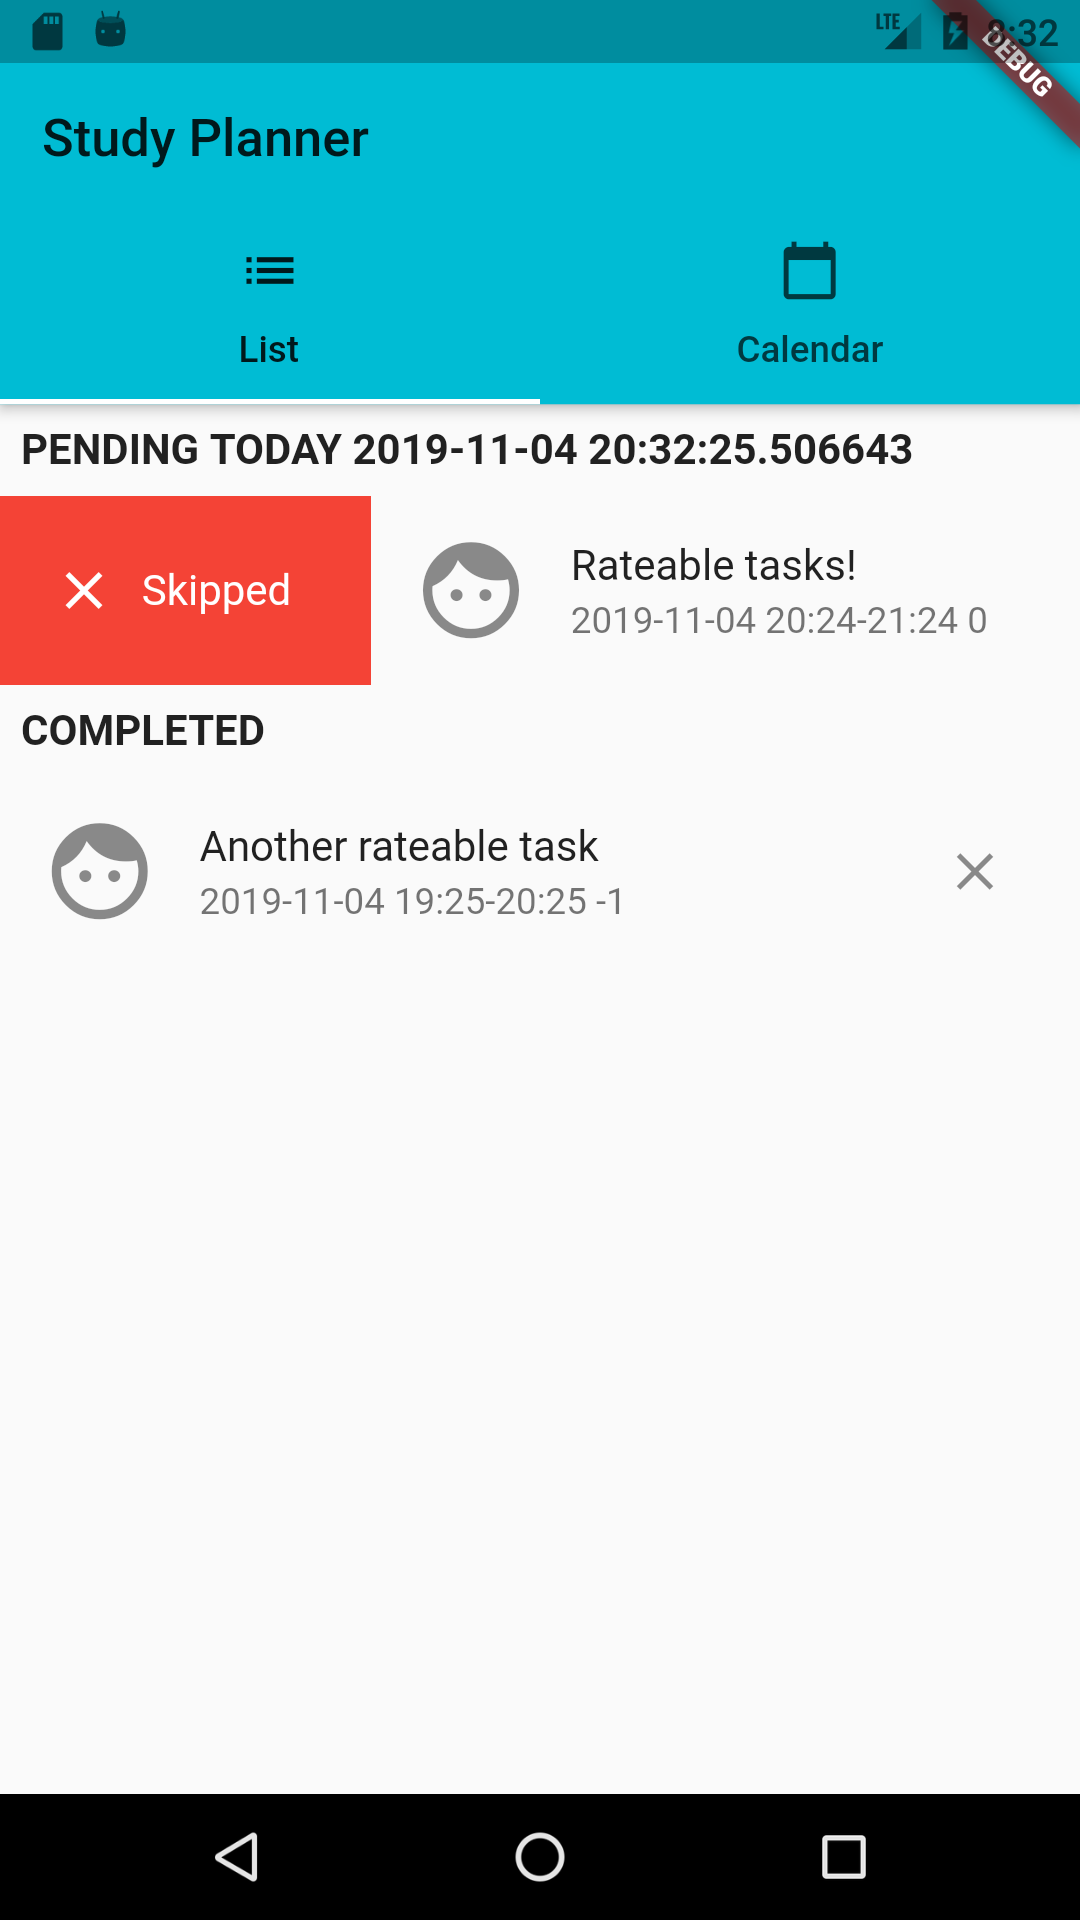 LTE 8:32
DEBUG
Study Planner
List
Calendar
PENDING TODAY 2019-11-04 20:32:25.506643
Skipped
Rateable tasks!
2019-11-04 20:24-21:24 0
COMPLETED
Another rateable task
2019-11-04 19:25-20:25 -1